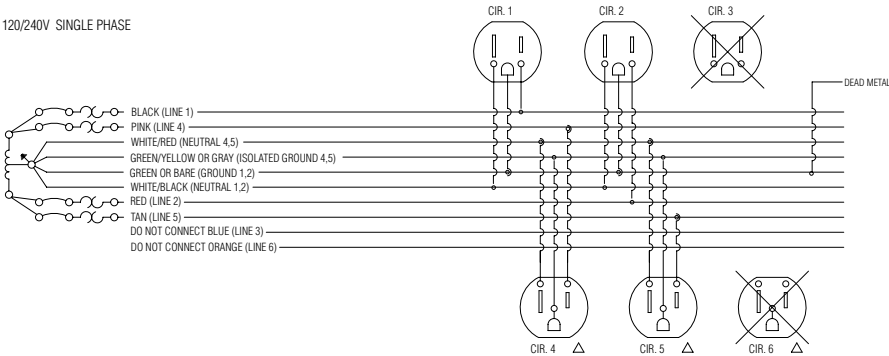 120/240V SINGLE PHASE
CIR. 1
CIR. 2
CIR. 3
DEAD METAL
BLACK (LINE 1)
PINK (LINE 4)
WHITE/RED (NEUTRAL 4,5)
GREEN/YELLOW OR GRAY (ISOLATED GROUND 4,5)
GREEN OR BARE (GROUND 1,2)
WHITE/BLACK (NEUTRAL 1,2)
RED (LINE 2)
TAN (LINE 5)
DO NOT CONNECT BLUE (LINE 3)
DO NOT CONNECT ORANGE (LINE 6)
CIR. 4
CIR. 5
CIR. 6